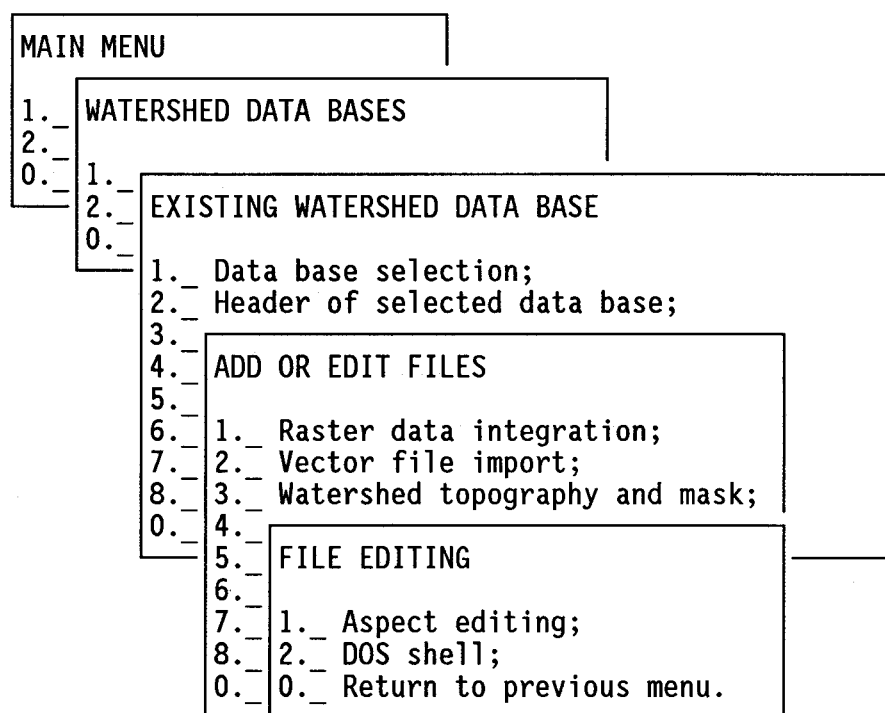 MAIN MENU
1._ WATERSHED DATA BASES
2._
0._ 1._
2._ EXISTING WATERSHED DATA BASE
0._
1._ Data base selection;
2._ Header of selected data base;
3._
4._ ADD OR EDIT FILES
5._
6._ 1._ Raster data integration;
7._ 2._ Vector file import;
8._ 3._ Watershed topography and mask;
0._ 4._
5._ FILE EDITING
6._
7._ 1._ Aspect editing;
8._ 2._ DOS shell;
0._ 0._ Return to previous menu.